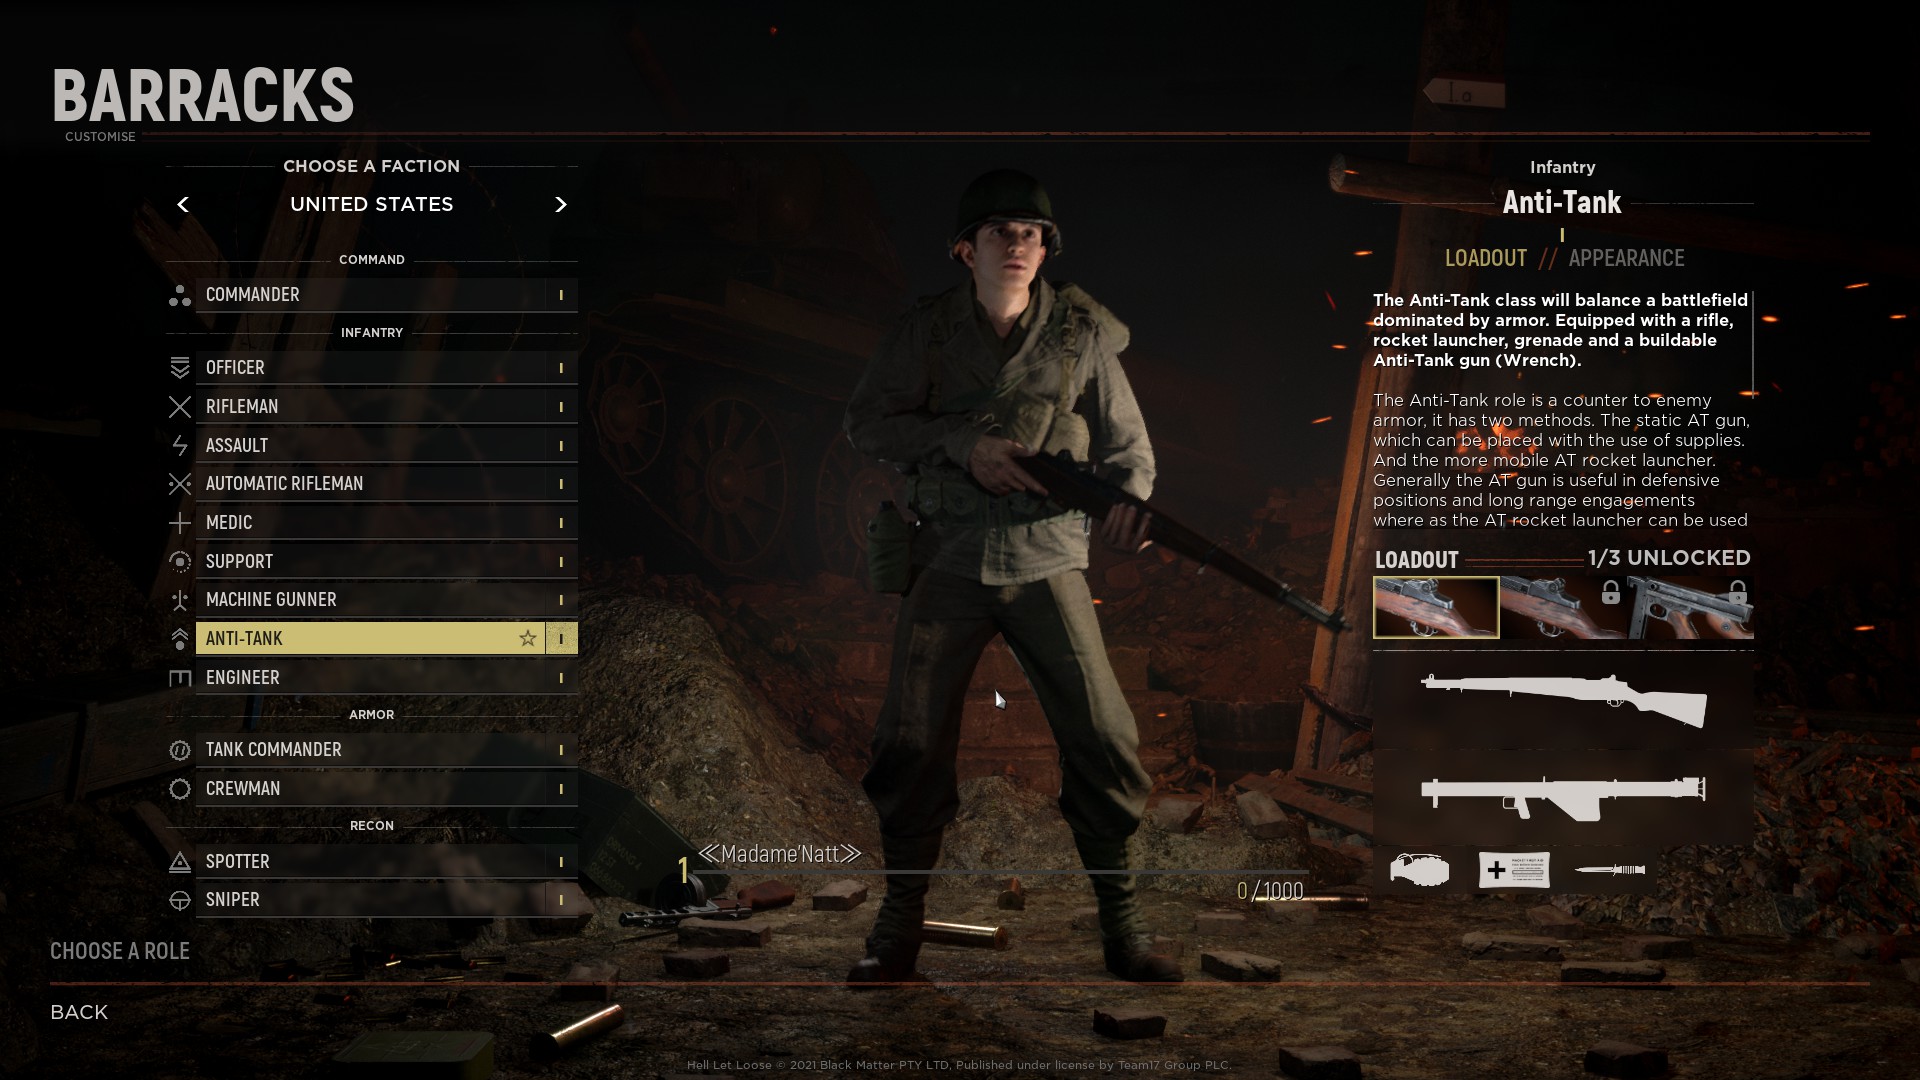 BARRACKS
CUSTOMISE
CHOOSE A FACTION
UNITED STATES
COMMAND
COMMANDER I
INFANTRY
OFFICER I
RIFLEMAN I
ASSAULT I
AUTOMATIC RIFLEMAN I
MEDIC I
SUPPORT I
MACHINE GUNNER I
ANTI-TANK I
ENGINEER I
ARMOR
TANK COMMANDER I
CREWMAN I
RECON
SPOTTER I
SNIPER I
CHOOSE A ROLE
BACK
1 ≪Madame'Natt≫
0/1000
Infantry
Anti-Tank
I
LOADOUT // APPEARANCE
The Anti-Tank class will balance a battlefield
dominated by armor. Equipped with a rifle,
rocket launcher, grenade and a buildable
Anti-Tank gun (Wrench).
The Anti-Tank role is a counter to enemy
armor, it has two methods. The static AT gun,
which can be placed with the use of supplies.
And the more mobile AT rocket launcher.
Generally the AT gun is useful in defensive
positions and long range engagements
where as the AT rocket launcher can be used
LOADOUT 1/3 UNLOCKED
Hell Let Loose © 2021 Black Matter PTY LTD, Published under license by Team17 Group PLC.